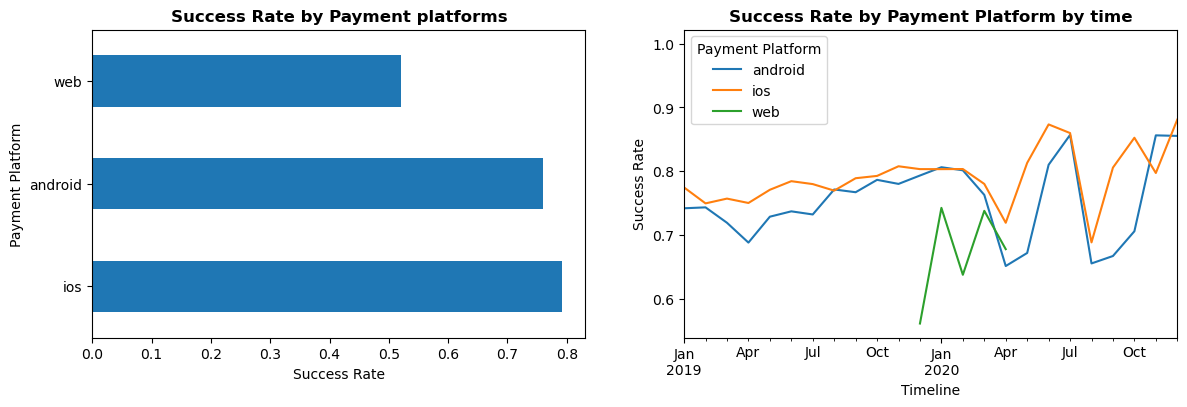 Success Rate by Payment platforms
Payment Platform
web
android
ios
0.0 0.1 0.2 0.3 0.4 0.5 0.6 0.7 0.8
Success Rate
Success Rate by Payment Platform by time
Payment Platform
android
ios
web
Success Rate
1.0
0.9
0.8
0.7
0.6
Jan Apr Jul Oct Jan Apr Jul Oct
2019 2020
Timeline